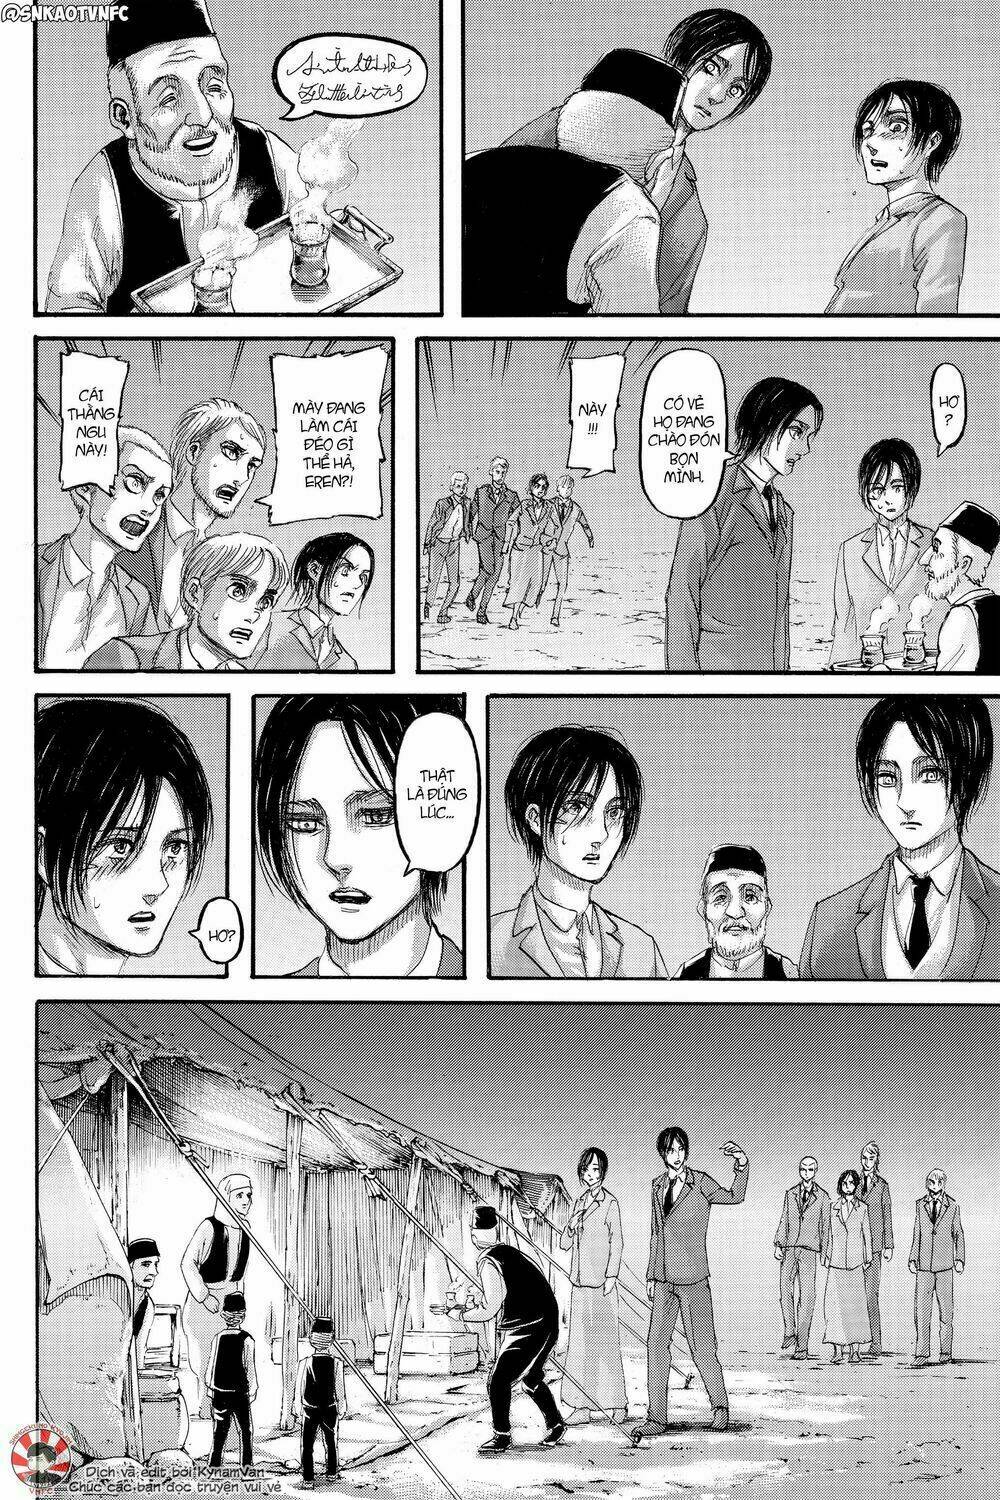 @SNKAOTVNFC
HƠ
?
CÓ VẺ
HỌ ĐANG
CHÀO ĐÓN
BỌN
MÌNH.
NÀY
!!!
MÀY ĐANG
LÀM CÁI
ĐÉO GÌ
THẾ HẢ,
EREN?!
CÁI
THẰNG
NGU
NÀY!
THẬT
LÀ ĐÚNG
LÚC...
HƠ?
Dịch và edit bởi KynamVan
Chúc các bạn đọc truyện vui vẻ